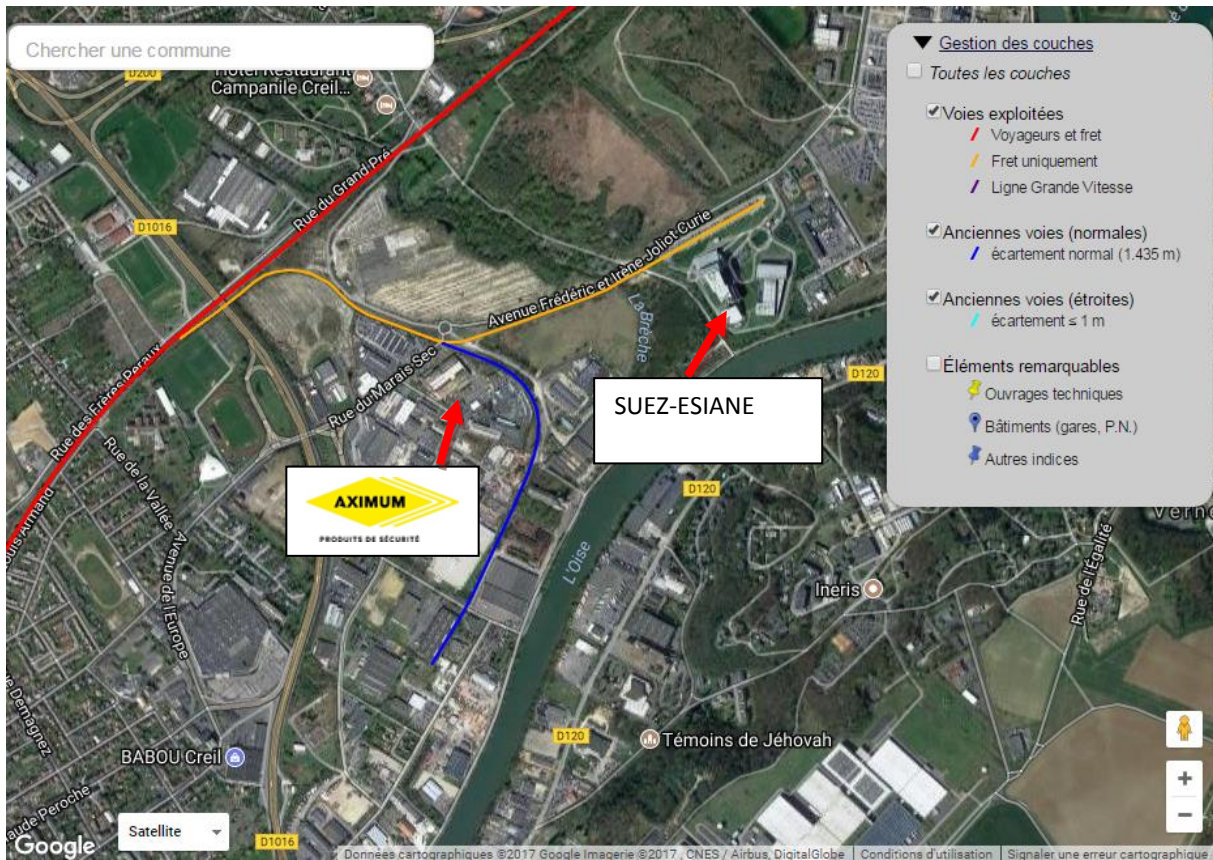 Chercher une commune
D200
Hôtel Restaurant
Campanile Creil...
Rue du Grand Pré
D1016
Avenue Frédéric et Irène Joliot Curie
La Brèche
Rue des Frères Peraux
Rue du Marais Sec
D120
SUEZ-ESIANE
Rue de la Vallée
Avenue de l'Europe
AXIMUM
PRODUITS DE SÉCURITÉ
D120
L'Oise
Ineris
Rue de l'Égalité
Témoins de Jéhovah
D120
BABOU Creil
D1016
Satellite
Google
Données cartographiques ©2017 Google Imagerie ©2017 , CNES / Airbus, DigitalGlobe
Conditions d'utilisation
Signaler une erreur cartographique
Gestion des couches
Toutes les couches
Voies exploitées
Voyageurs et fret
Fret uniquement
Ligne Grande Vitesse
Anciennes voies (normales)
écartement normal (1.435 m)
Anciennes voies (étroites)
écartement ≤ 1 m
Éléments remarquables
Ouvrages techniques
Bâtiments (gares, P.N.)
Autres indices
+
−